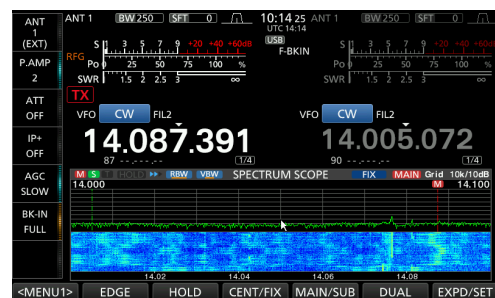 ANT 1 (EXT)
P.AMP 2
ATT OFF
IP+ OFF
AGC SLOW
BK-IN FULL
ANT 1 BW 250 SFT 0 10:14 25 ANT 1 BW 250 SFT 0
UTC 14:14
USB
F-BKIN
RFG
S 1 3 5 7 9 +20 +40 +60dB S 1 3 5 7 9 +20 +40 +60dB
Po 0 25 50 100 % Po 0 25 50 100 %
SWR 1 1.5 2 2.5 3 ∞ SWR 1 1.5 2 2.5 3 ∞
TX
VFO CW FIL2 VFO CW FIL2
14.087.391 14.005.072
87 --.---.-- 1/4 90 --.---.-- 1/4
M S T HOLD RBW VBW SPECTRUM SCOPE FIX MAIN Grid 10k/10dB
14.000 M 14.100
14.02 14.04 14.06 14.08
<MENU1> EDGE HOLD CENT/FIX MAIN/SUB DUAL EXPD/SET